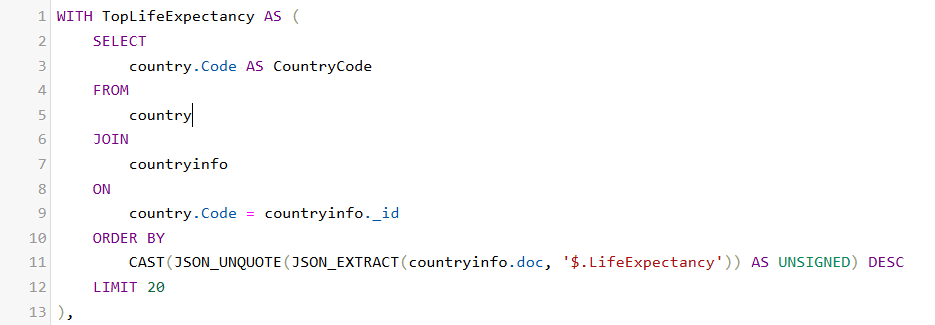 1 WITH TopLifeExpectancy AS (
2 SELECT
3 country.Code AS CountryCode
4 FROM
5 country
6 JOIN
7 countryinfo
8 ON
9 country.Code = countryinfo._id
10 ORDER BY
11 CAST(JSON_UNQUOTE(JSON_EXTRACT(countryinfo.doc, '$.LifeExpectancy')) AS UNSIGNED) DESC
12 LIMIT 20
13 ),